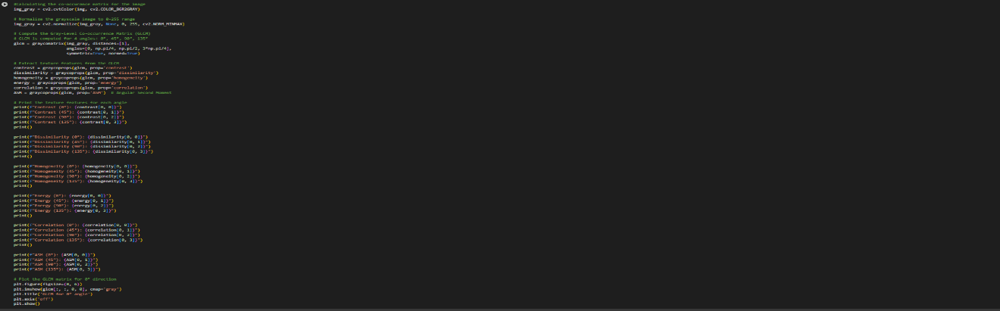 #Calculating the co-occurence matrix for the image
img_gray = cv2.cvtColor(img, cv2.COLOR_BGR2GRAY)
# Normalize the grayscale image to 0-255 range
img_gray = cv2.normalize(img_gray, None, 0, 255, cv2.NORM_MINMAX)
# Compute the Gray-Level Co-occurrence Matrix (GLCM)
# GLCM is computed for 4 angles: 0°, 45°, 90°, 135°
glcm = graycomatrix(img_gray, distances=[1],
angles=[0, np.pi/4, np.pi/2, 3*np.pi/4],
symmetric=True, normed=True)
# Extract texture features from the GLCM
contrast = graycoprops(glcm, prop='contrast')
dissimilarity = graycoprops(glcm, prop='dissimilarity')
homogeneity = graycoprops(glcm, prop='homogeneity')
energy = graycoprops(glcm, prop='energy')
correlation = graycoprops(glcm, prop='correlation')
ASM = graycoprops(glcm, prop='ASM')  # Angular Second Moment
# Print the texture features for each angle
print(f"Contrast (0°): {contrast[0, 0]}")
print(f"Contrast (45°): {contrast[0, 1]}")
print(f"Contrast (90°): {contrast[0, 2]}")
print(f"Contrast (135°): {contrast[0, 3]}")
print()
print(f"Dissimilarity (0°): {dissimilarity[0, 0]}")
print(f"Dissimilarity (45°): {dissimilarity[0, 1]}")
print(f"Dissimilarity (90°): {dissimilarity[0, 2]}")
print(f"Dissimilarity (135°): {dissimilarity[0, 3]}")
print()
print(f"Homogeneity (0°): {homogeneity[0, 0]}")
print(f"Homogeneity (45°): {homogeneity[0, 1]}")
print(f"Homogeneity (90°): {homogeneity[0, 2]}")
print(f"Homogeneity (135°): {homogeneity[0, 3]}")
print()
print(f"Energy (0°): {energy[0, 0]}")
print(f"Energy (45°): {energy[0, 1]}")
print(f"Energy (90°): {energy[0, 2]}")
print(f"Energy (135°): {energy[0, 3]}")
print()
print(f"Correlation (0°): {correlation[0, 0]}")
print(f"Correlation (45°): {correlation[0, 1]}")
print(f"Correlation (90°): {correlation[0, 2]}")
print(f"Correlation (135°): {correlation[0, 3]}")
print()
print(f"ASM (0°): {ASM[0, 0]}")
print(f"ASM (45°): {ASM[0, 1]}")
print(f"ASM (90°): {ASM[0, 2]}")
print(f"ASM (135°): {ASM[0, 3]}")
# Plot the GLCM matrix for 0° direction
plt.figure(figsize=(8, 6))
plt.imshow(glcm[:, :, 0, 0], cmap='gray')
plt.title('GLCM for 0° angle')
plt.axis('off')
plt.show()